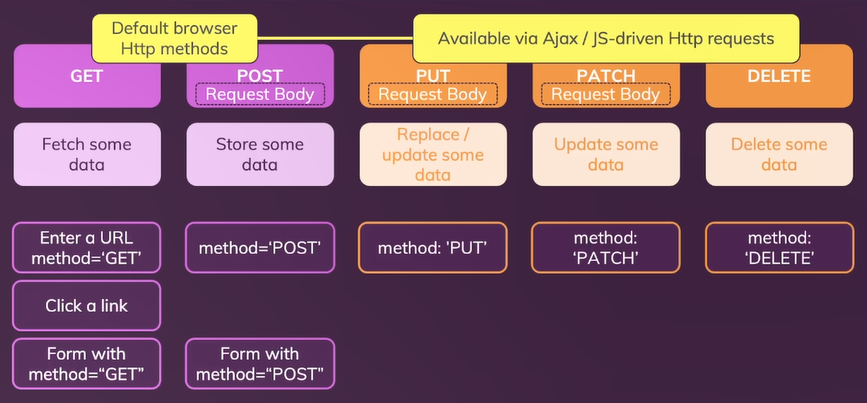 Default browser
Http methods
Available via Ajax / JS-driven Http requests
GET
POST
Request Body
PUT
Request Body
PATCH
Request Body
DELETE
Fetch some
data
Store some
data
Replace /
update some
data
Update some
data
Delete some
data
Enter a URL
method=‘GET’
method=‘POST’
method: ’PUT’
method:
‘PATCH’
method:
‘DELETE’
Click a link
Form with
method=“GET”
Form with
method=“POST”